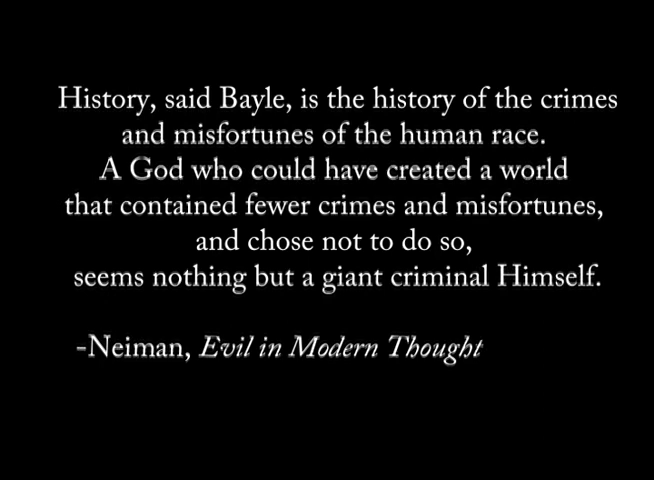 History, said Bayle, is the history of the crimes
and misfortunes of the human race.
A God who could have created a world
that contained fewer crimes and misfortunes,
and chose not to do so,
seems nothing but a giant criminal Himself.
-Neiman, Evil in Modern Thought